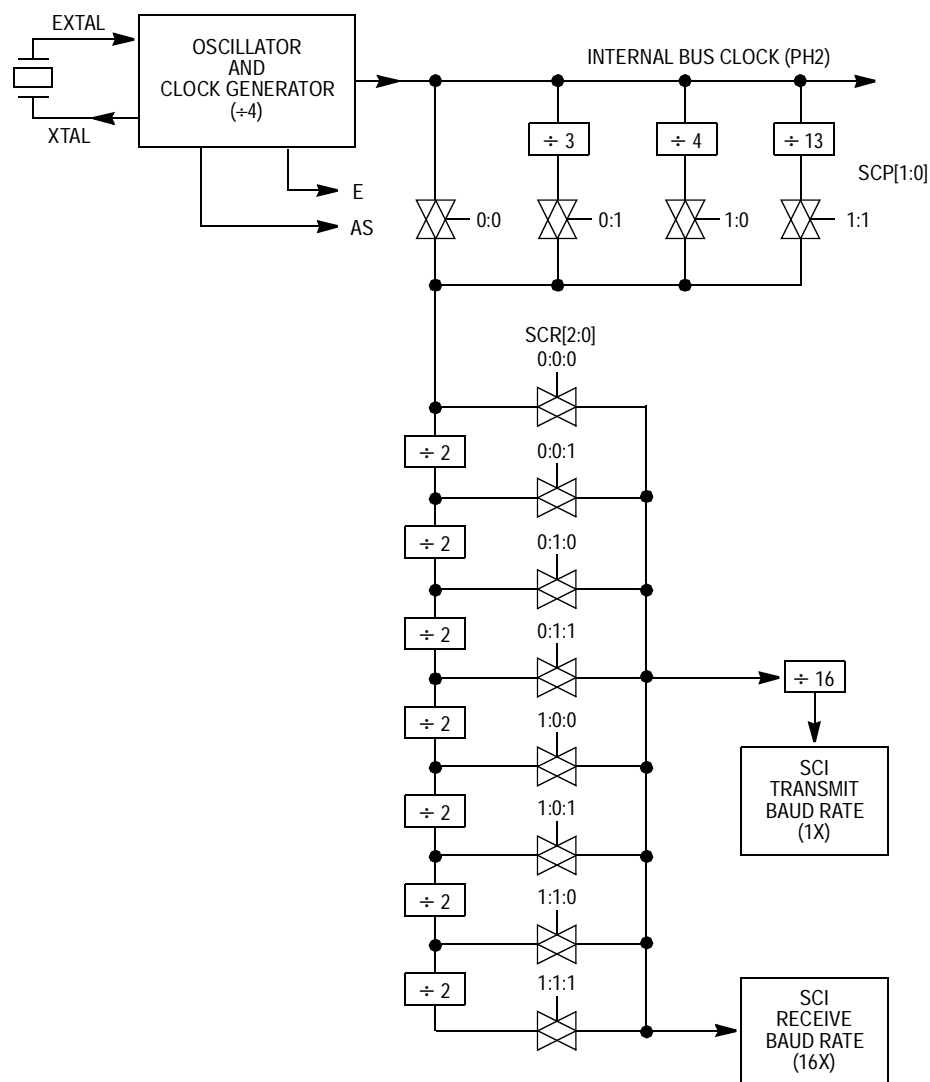 EXTAL
OSCILLATOR
AND
CLOCK GENERATOR
(÷4)
XTAL
E
AS
INTERNAL BUS CLOCK (PH2)
÷ 3
÷ 4
÷ 13
SCP[1:0]
0:0
0:1
1:0
1:1
SCR[2:0]
0:0:0
÷ 2
0:0:1
÷ 2
0:1:0
÷ 2
0:1:1
÷ 16
÷ 2
1:0:0
SCI
TRANSMIT
BAUD RATE
(1X)
÷ 2
1:0:1
÷ 2
1:1:0
÷ 2
1:1:1
SCI
RECEIVE
BAUD RATE
(16X)